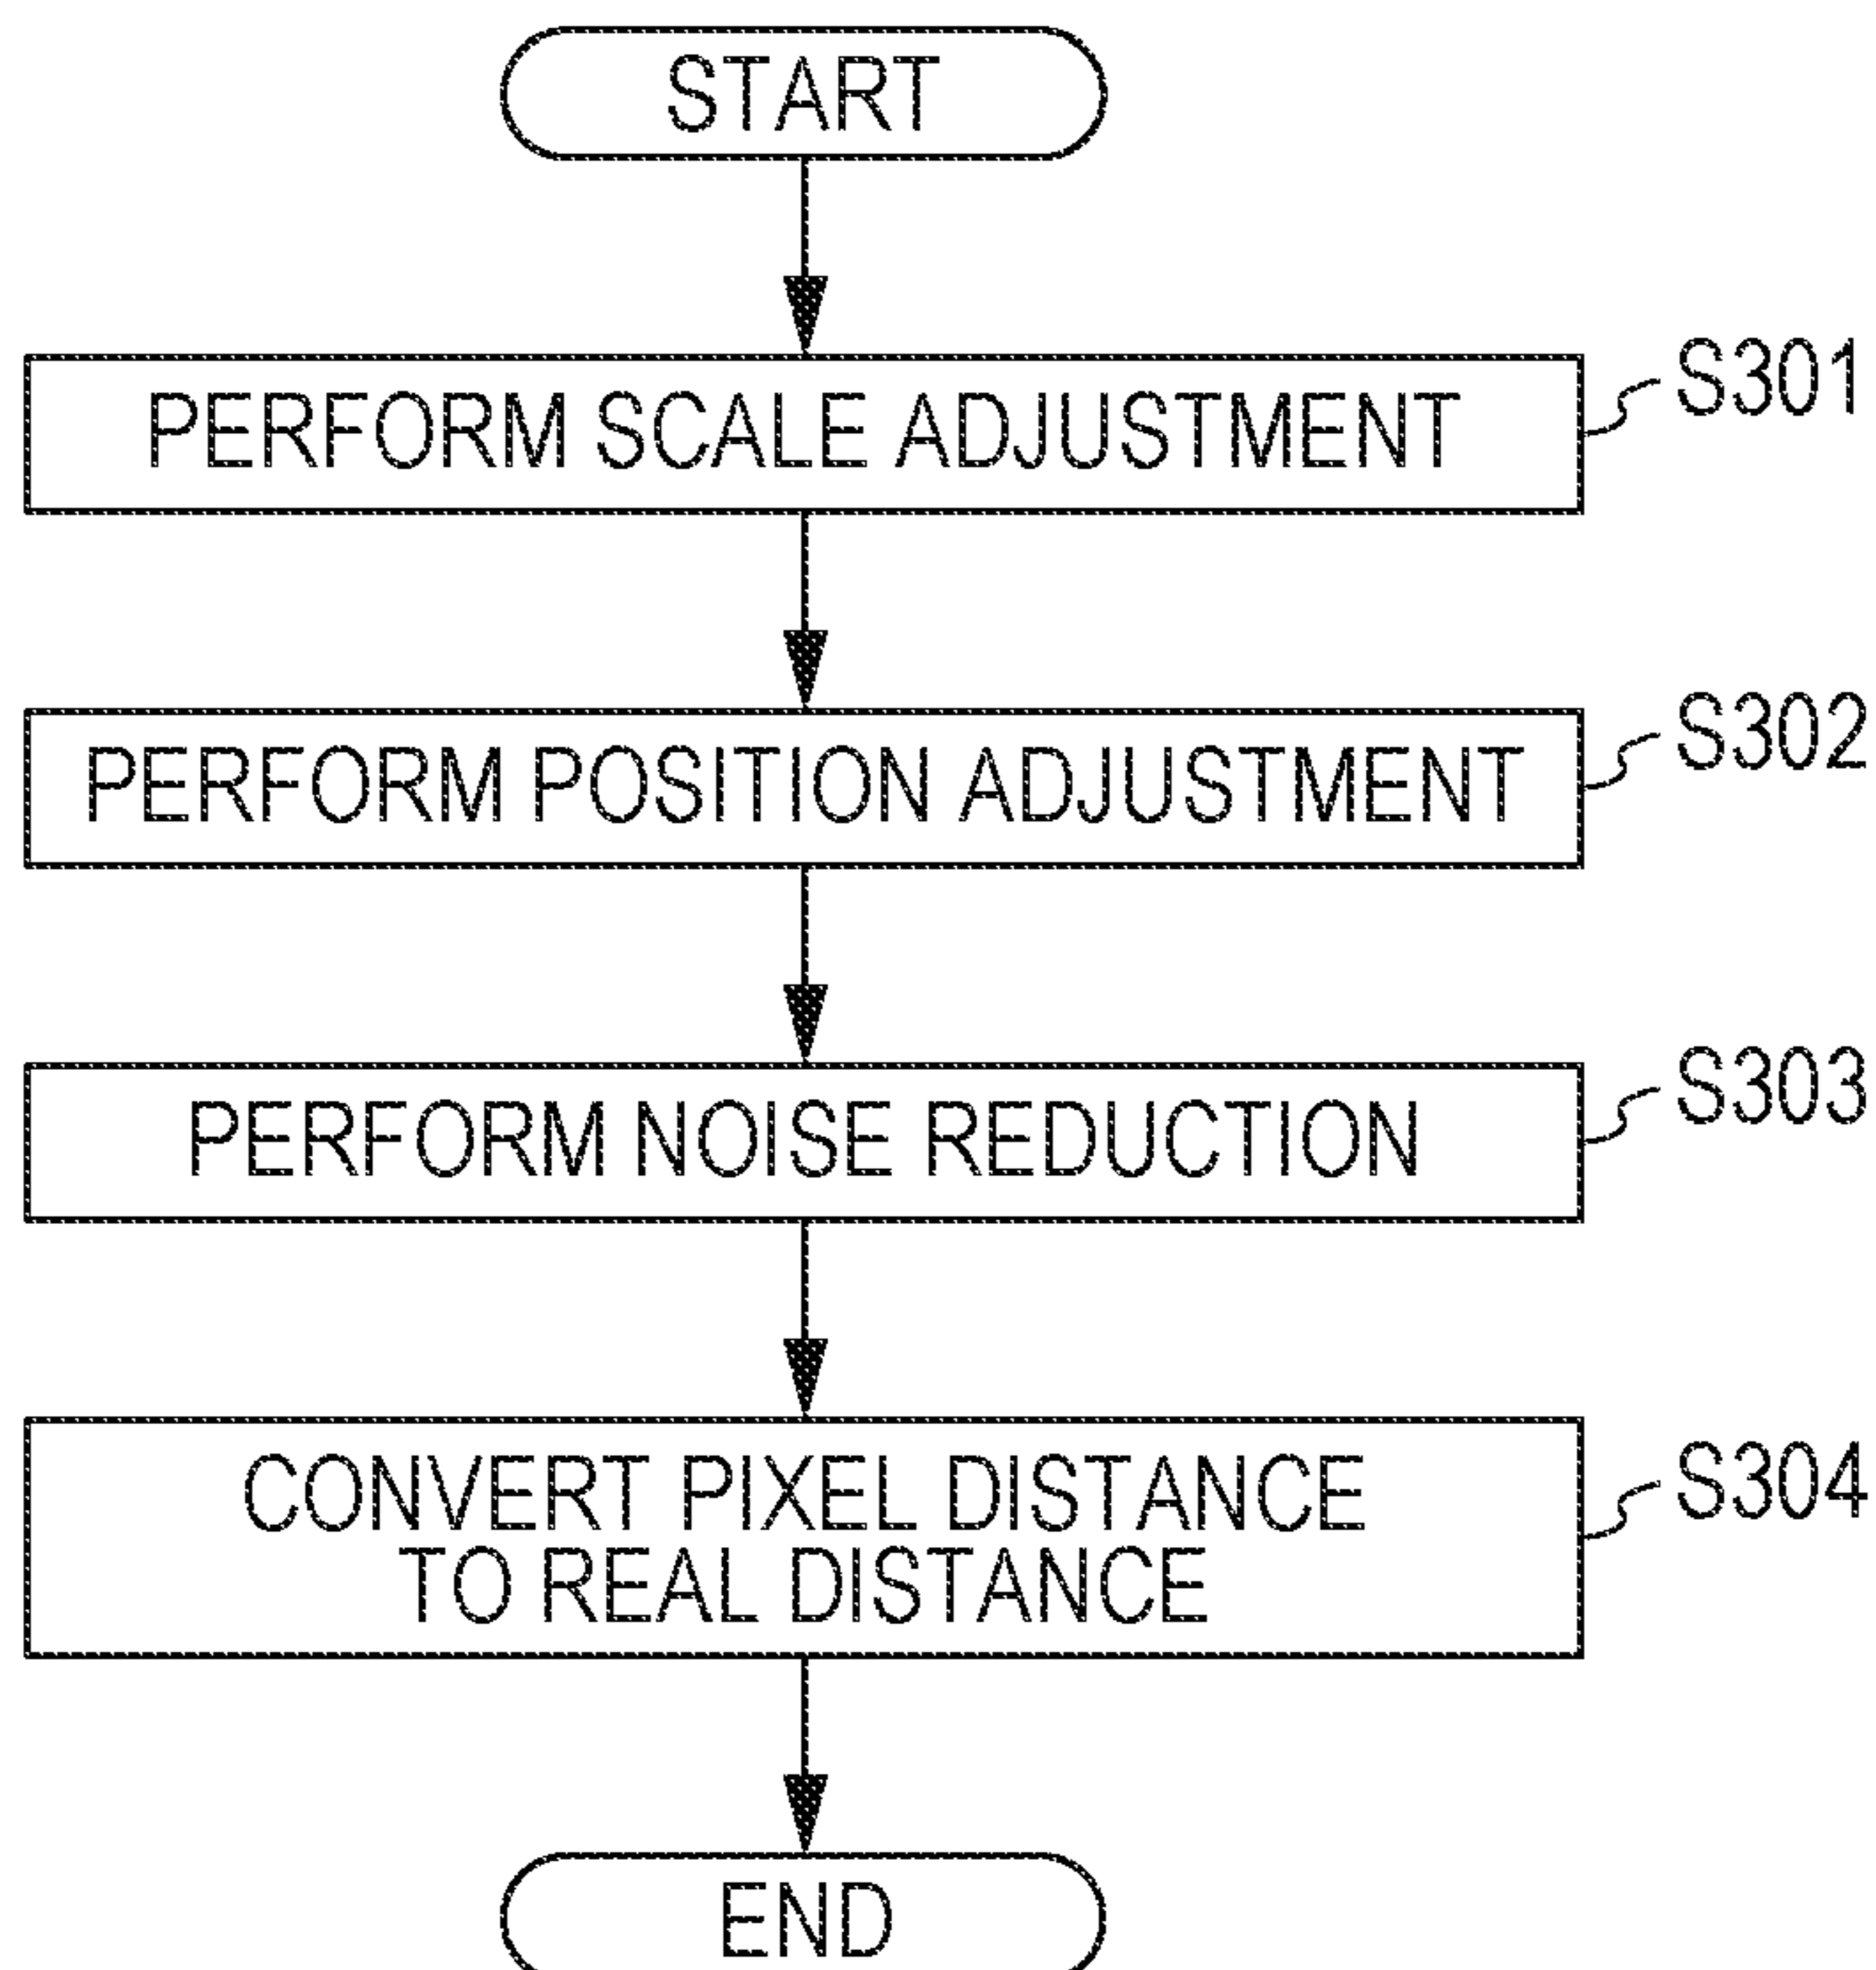 START
PERFORM SCALE ADJUSTMENT
S301
PERFORM POSITION ADJUSTMENT
S302
PERFORM NOISE REDUCTION
S303
CONVERT PIXEL DISTANCE
TO REAL DISTANCE
S304
END